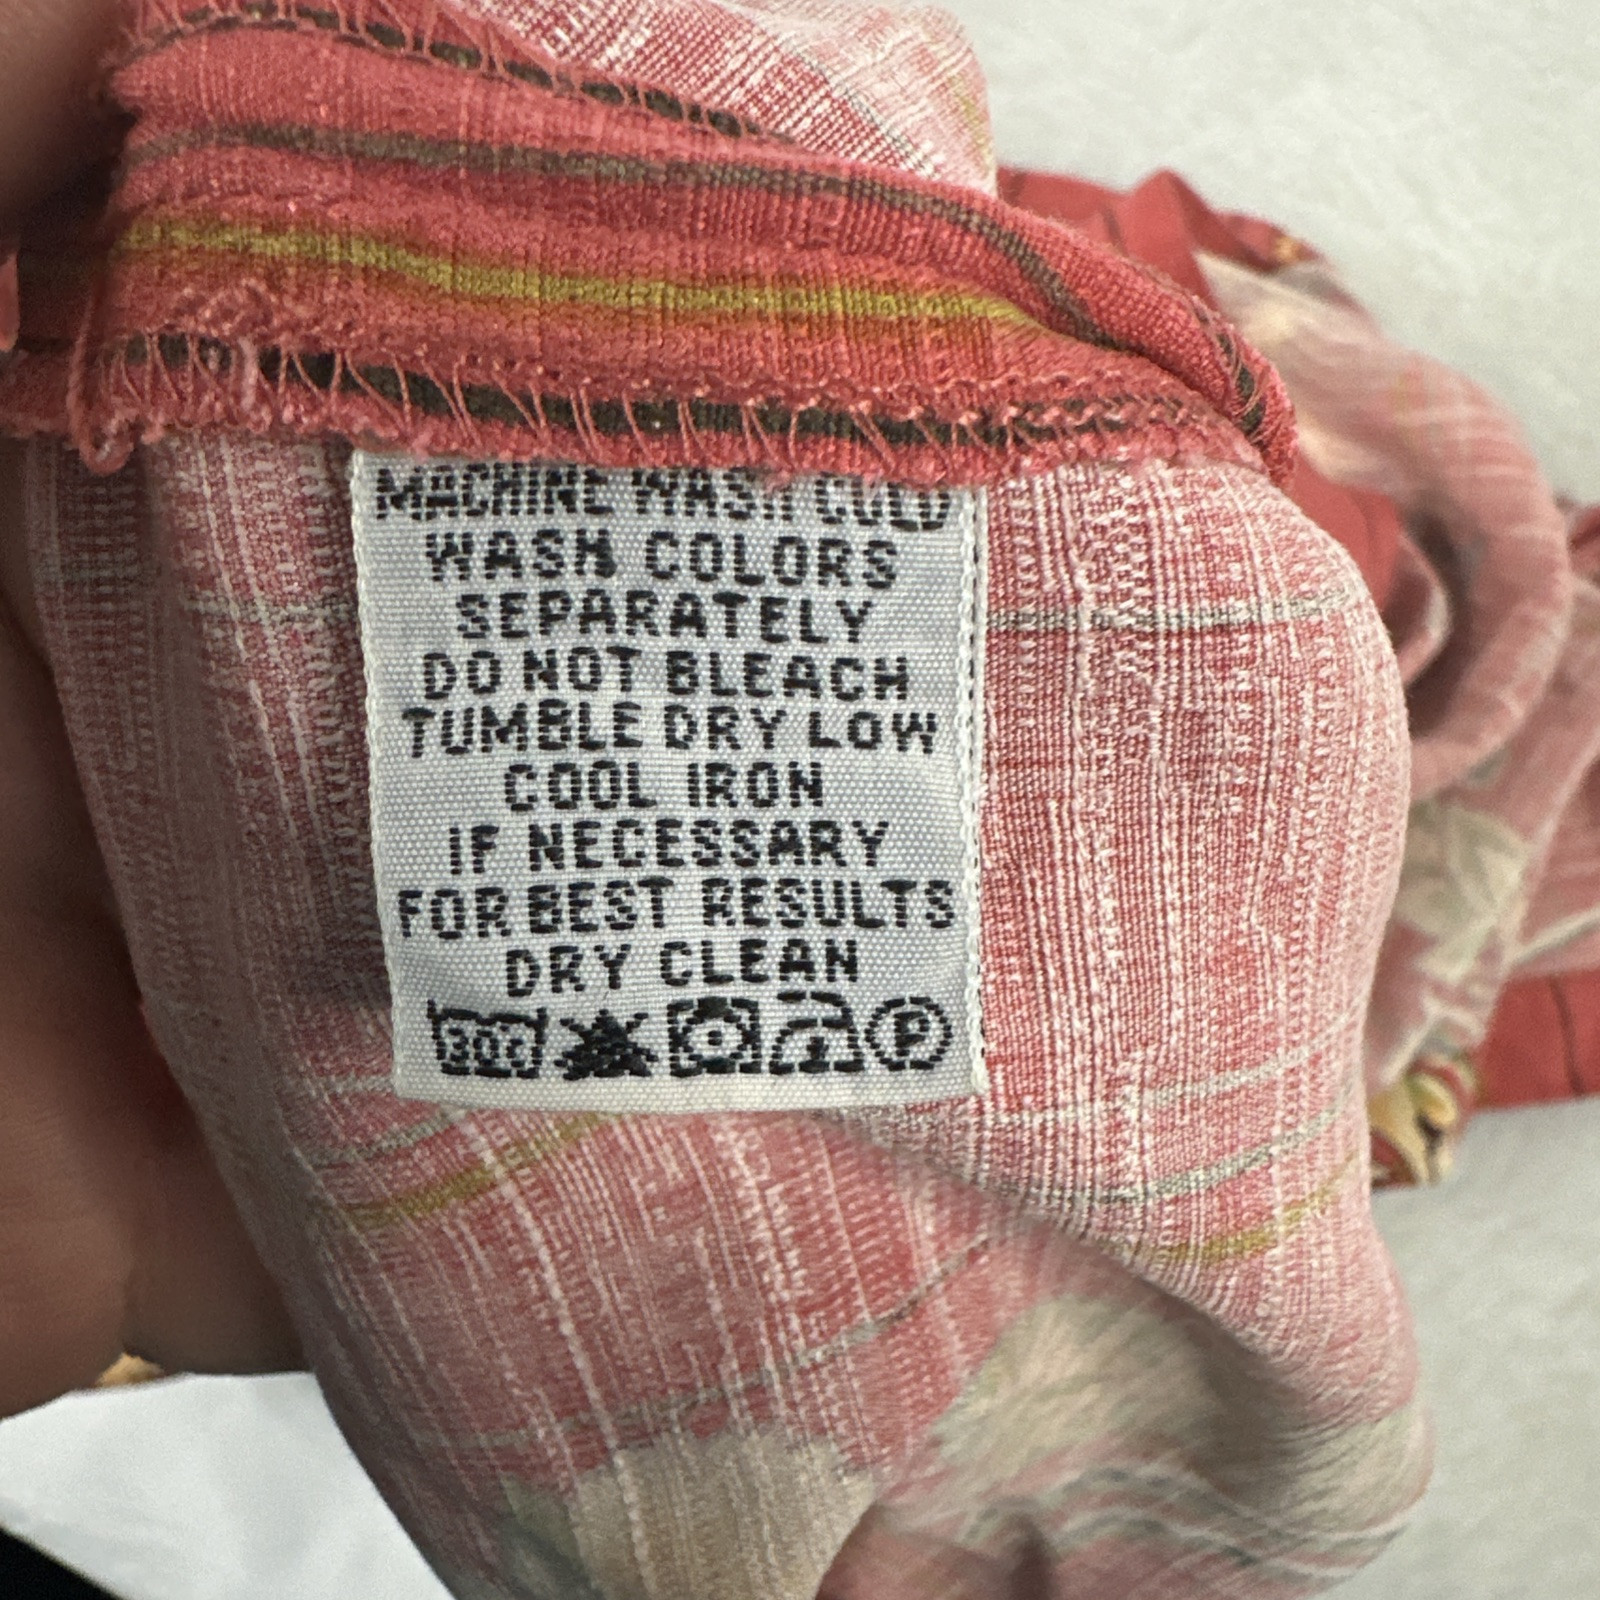 MACHINE WASH COLD
WASH COLORS
SEPARATELY
DO NOT BLEACH
TUMBLE DRY LOW
COOL IRON
IF NECESSARY
FOR BEST RESULTS
DRY CLEAN
30c P